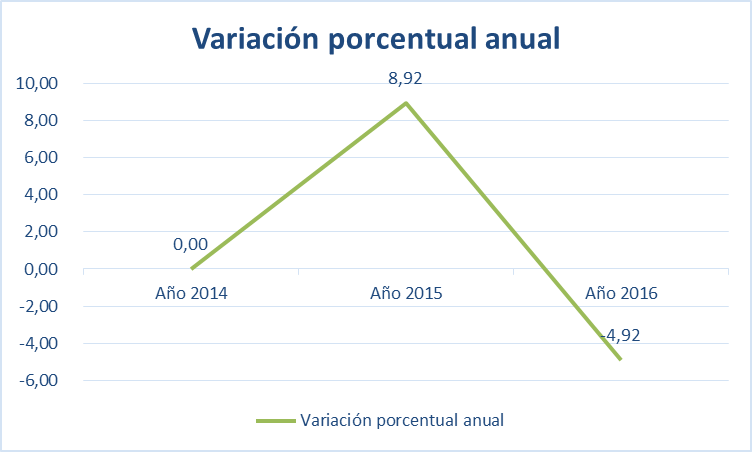 Variación porcentual anual
10,00
8,92
8,00
6,00
4,00
2,00
0,00
0,00
Año 2014
Año 2015
Año 2016
-2,00
-4,00
-4,92
-6,00
Variación porcentual anual